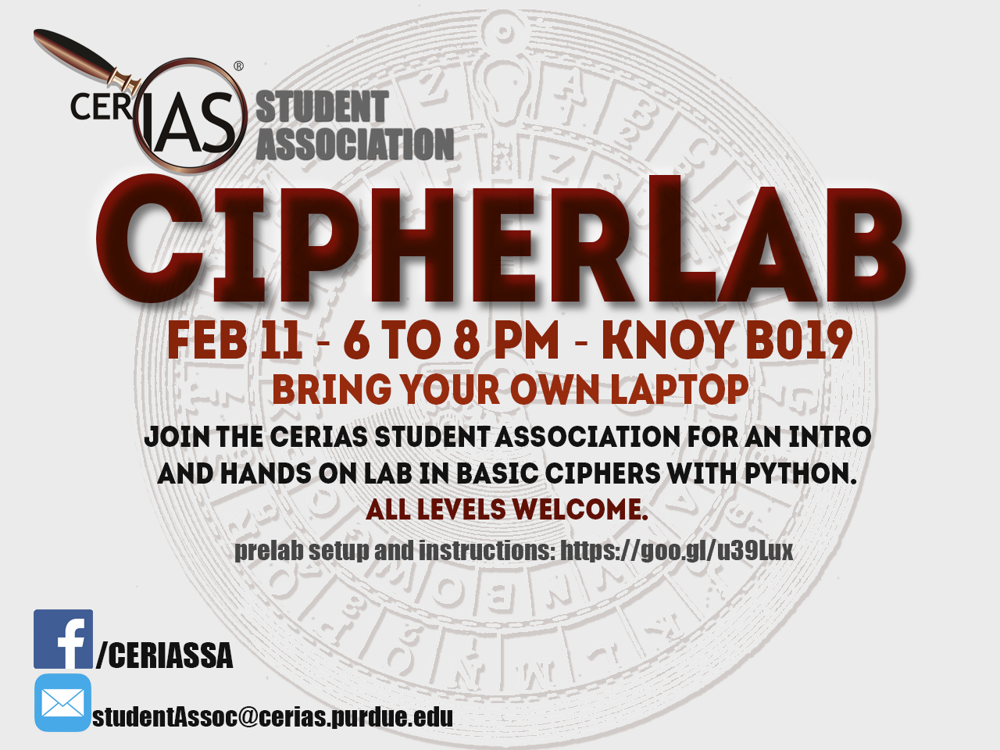 CERIAS®
STUDENT
ASSOCIATION
CIPHERLAB
FEB 11 - 6 TO 8 PM - KNOY B019
BRING YOUR OWN LAPTOP
JOIN THE CERIAS STUDENT ASSOCIATION FOR AN INTRO
AND HANDS ON LAB IN BASIC CIPHERS WITH PYTHON.
ALL LEVELS WELCOME.
prelab setup and instructions: https://goo.gl/u39Lux
/CERIASSA
studentAssoc@cerias.purdue.edu